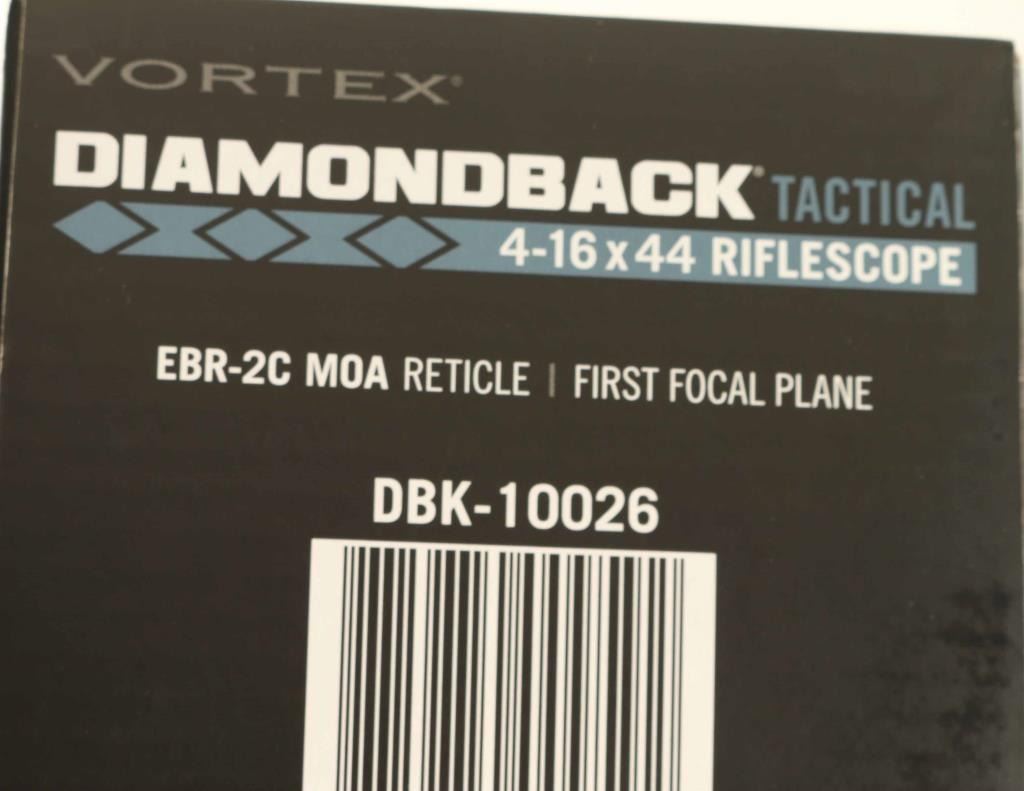 VORTEX®
DIAMONDBACK® TACTICAL
4-16 x 44 RIFLESCOPE
EBR-2C MOA RETICLE | FIRST FOCAL PLANE
DBK-10026